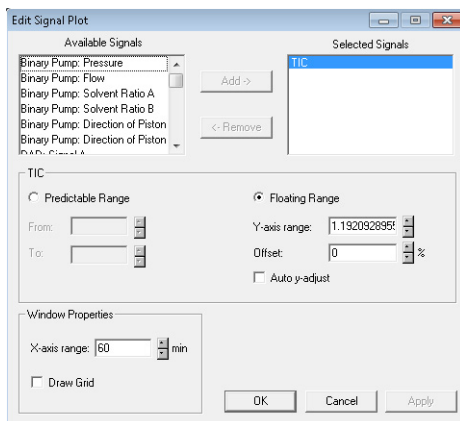 Edit Signal Plot
Available Signals
Selected Signals
Binary Pump: Pressure
Binary Pump: Flow
Binary Pump: Solvent Ratio A
Binary Pump: Solvent Ratio B
Binary Pump: Direction of Piston
Binary Pump: Direction of Piston
DAD: Signal A
Add ->
<- Remove
TIC
TIC
Predictable Range
Floating Range
From:
Y-axis range: 1.1920928955
To:
Offset: 0 %
Auto y-adjust
Window Properties
X-axis range: 60 min
Draw Grid
OK Cancel Apply